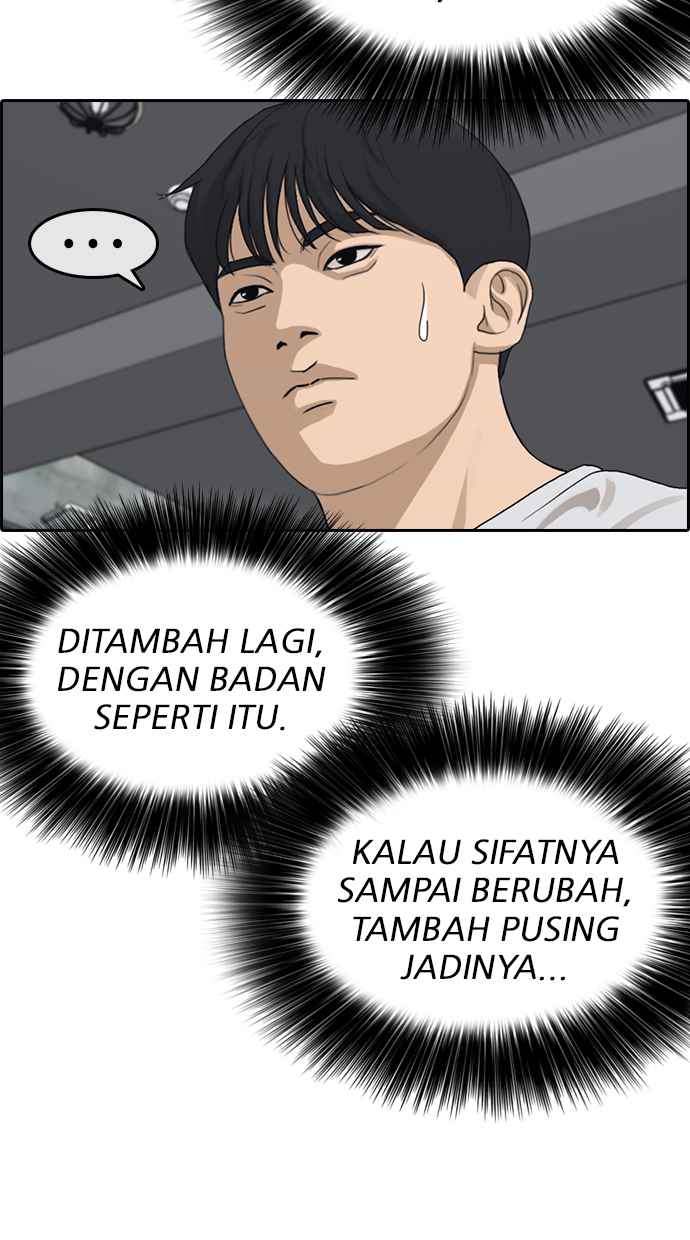 ...
DITAMBAH LAGI,
DENGAN BADAN
SEPERTI ITU.
KALAU SIFATNYA
SAMPAI BERUBAH,
TAMBAH PUSING
JADINYA...